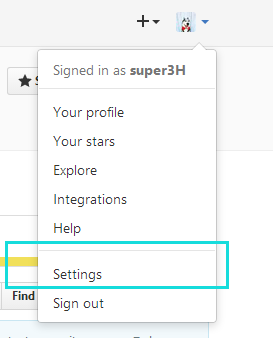 Signed in as super3H
Your profile
Your stars
Explore
Integrations
Help
Settings
Find
Sign out